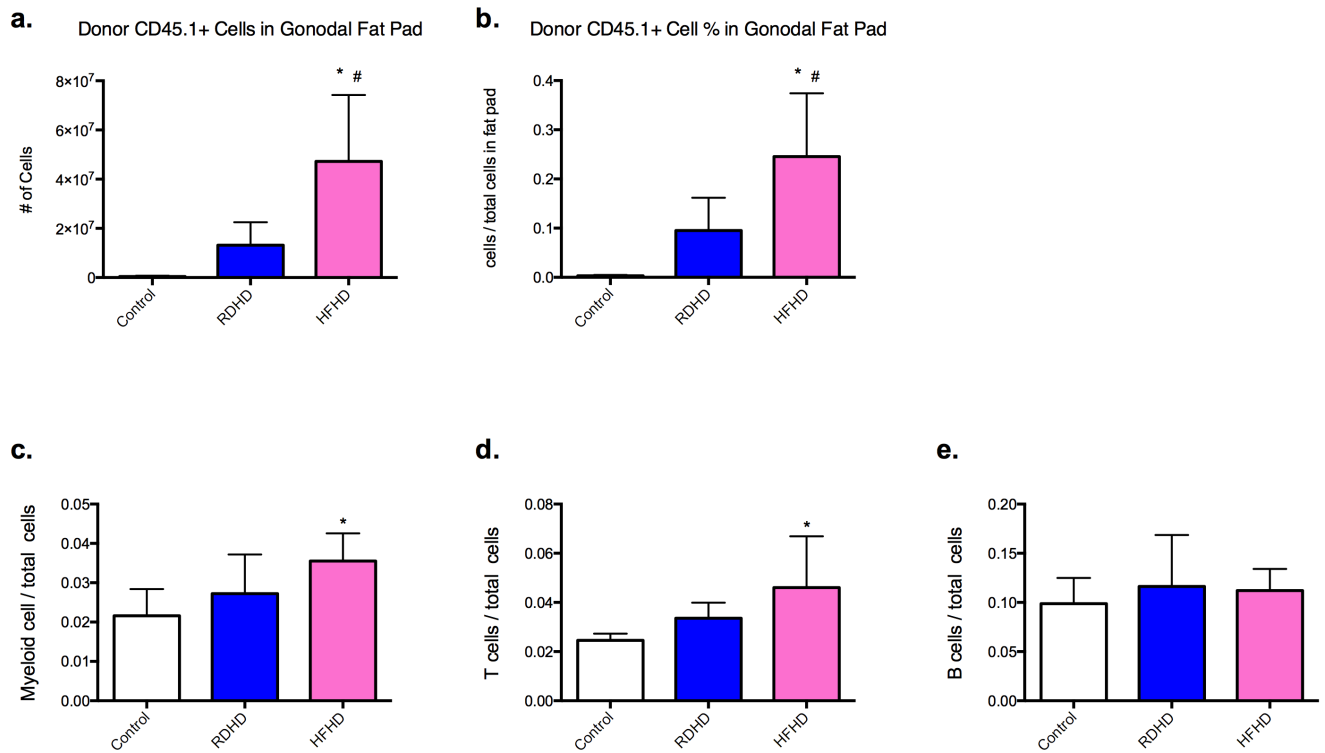 a.
Donor CD45.1+ Cells in Gonodal Fat Pad
# of Cells
8×10⁷
6×10⁷
4×10⁷
2×10⁷
0
* #
Control
RDHD
HFHD
b.
Donor CD45.1+ Cell % in Gonodal Fat Pad
cells / total cells in fat pad
0.4
0.3
0.2
0.1
0.0
* #
Control
RDHD
HFHD
c.
Myeloid cell / total cells
0.05
0.04
0.03
0.02
0.01
0.00
*
Control
RDHD
HFHD
d.
T cells / total cells
0.08
0.06
0.04
0.02
0.00
*
Control
RDHD
HFHD
e.
B cells / total cells
0.20
0.15
0.10
0.05
0.00
Control
RDHD
HFHD